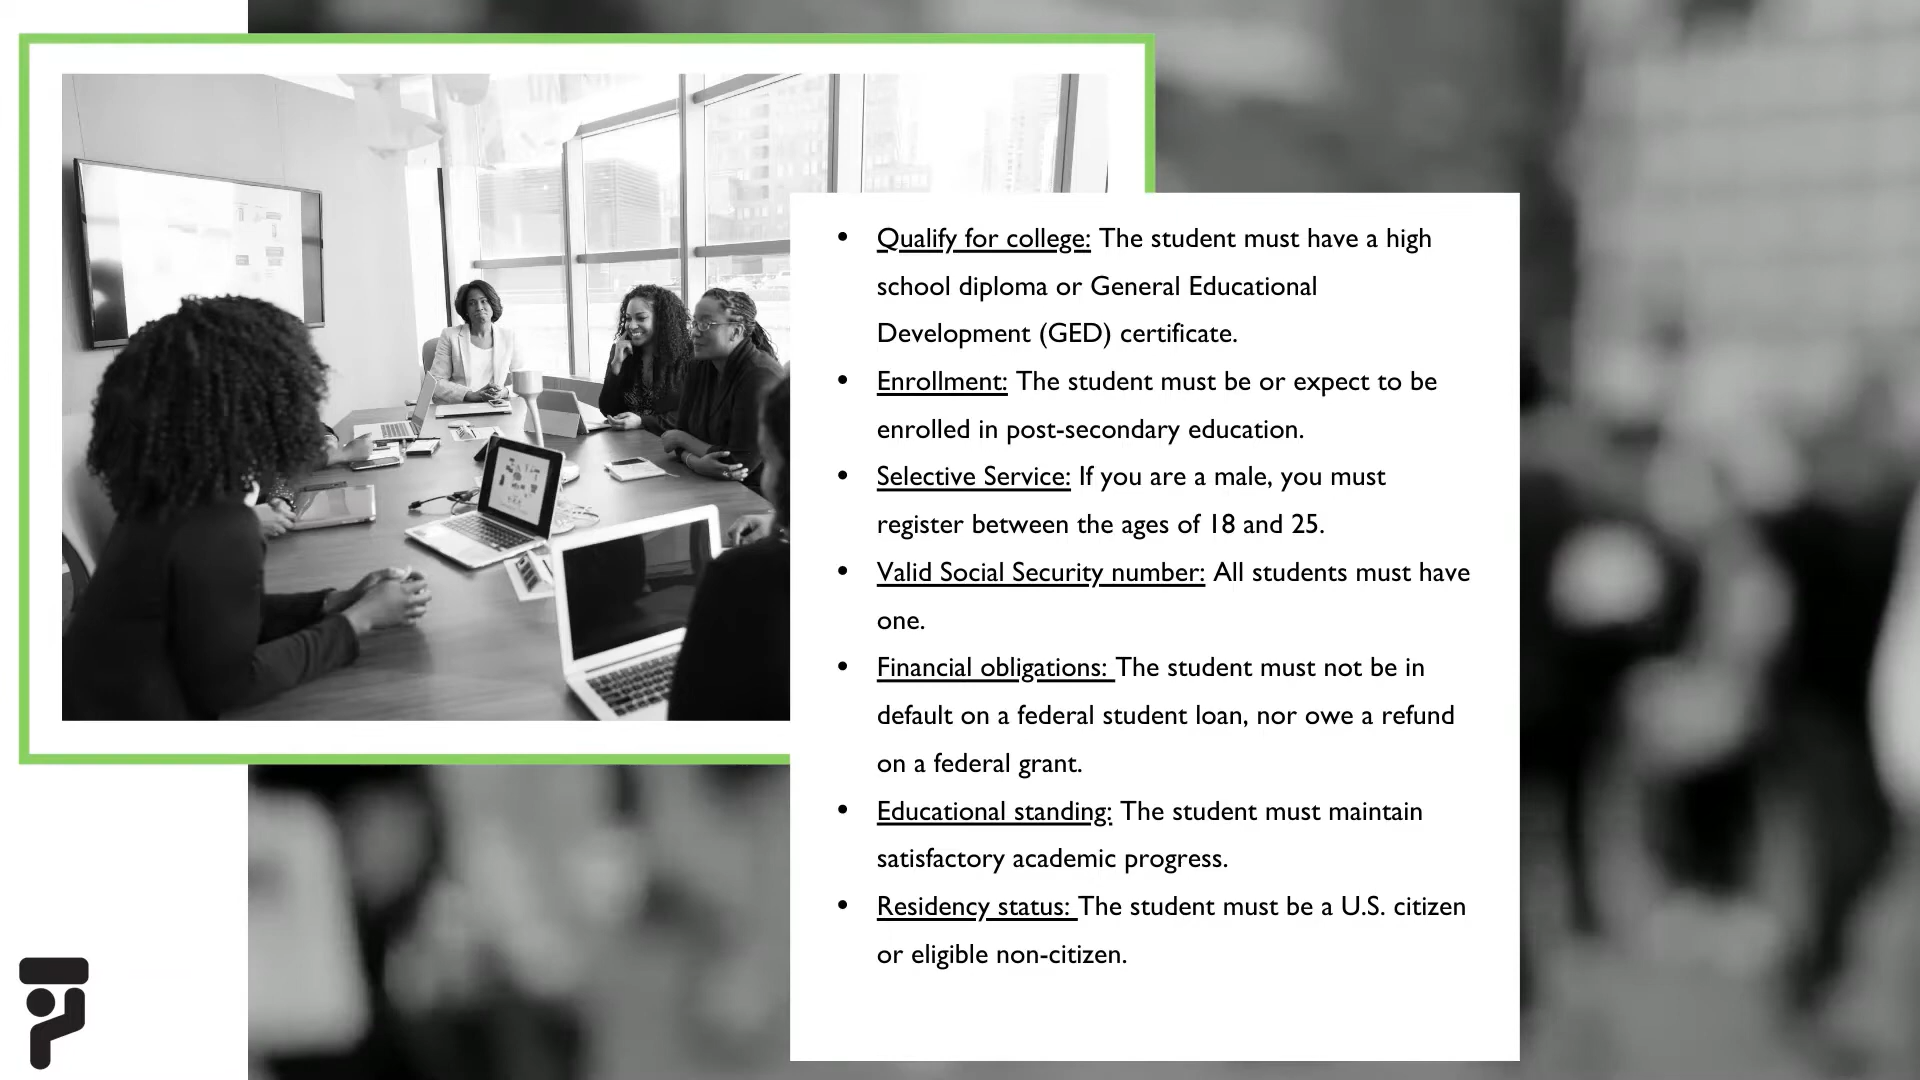 • Qualify for college: The student must have a high
school diploma or General Educational
Development (GED) certificate.
• Enrollment: The student must be or expect to be
enrolled in post-secondary education.
• Selective Service: If you are a male, you must
register between the ages of 18 and 25.
• Valid Social Security number: All students must have
one.
• Financial obligations: The student must not be in
default on a federal student loan, nor owe a refund
on a federal grant.
• Educational standing: The student must maintain
satisfactory academic progress.
• Residency status: The student must be a U.S. citizen
or eligible non-citizen.